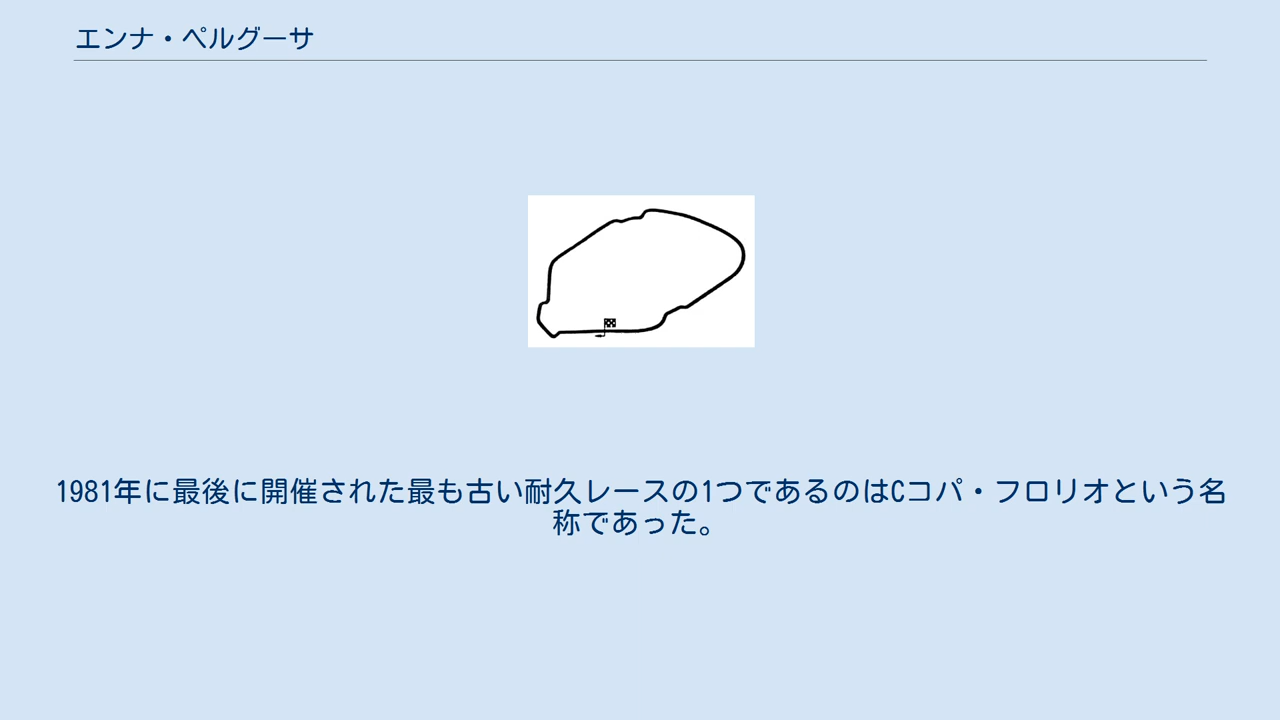 エンナ・ペルグーサ
1981年に最後に開催された最も古い耐久レースの1つであるのはCコパ・フロリオという名
称であった。